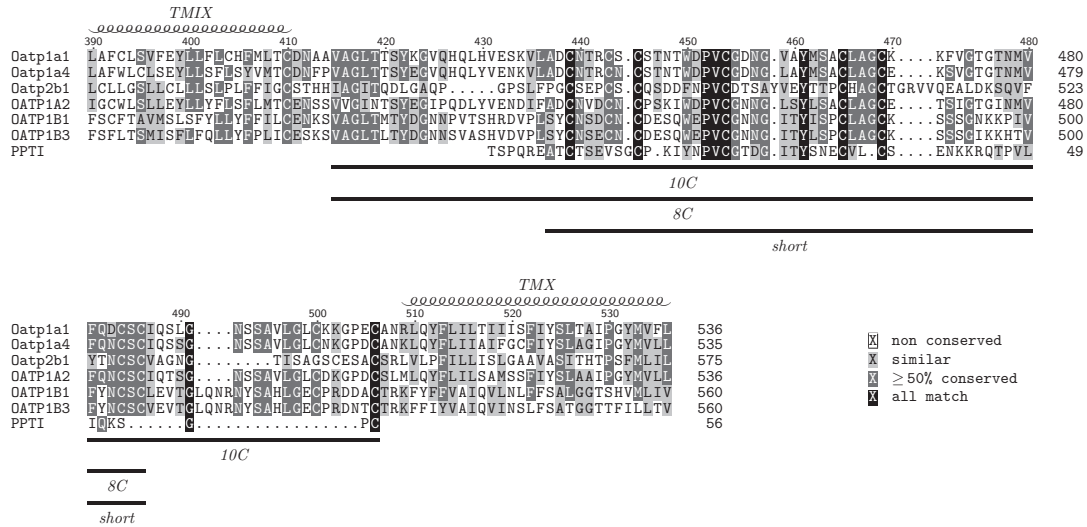 TMIX
390 400 410 420 430 440 450 460 470 480
Oatp1a1 LAFCLSVFEYLLFLCHFMLTCDNAAVAGLTTSYKGVQHQLHVESKVLADCNTRCS.CSTNTWDPVCGDNG.VAYMSACLAGCK....KFVGTGTNMV 480
Oatp1a4 LAFWLCLSEYLLSFLSYVMTCDNFPVAGLTTSYEGVQHQLYVENKVLADCNTRCN.CSTNTWDPVCGDNG.LAYMSACLAGCE....KSVGTGTNMV 479
Oatp2b1 LCLLGSLLCLLLSLPLFFIGCSTHHIAGITQDLGAQP.....GPSLFPGCSEPCS.CQSDDFNPVCDTSAYVEYTTPCHAGCTGRVVQEALDKSQVF 523
OATP1A2 IGCWLSLLEYLLYFLSFLMTCENSSVVGINTSYEGIPQDLYVENDIFADCNVDCN.CPSKIWDPVCGNNG.LSYLSACLAGCE....TSIGTGINMV 480
OATP1B1 FSCFTAVMSLSFYLLYFFILCENKSVAGLTMTYDGNNPVTSHRDVPLSYCNSDCN.CDESQWEPVCGNNG.ITYISPCLAGCK....SSSGNKKPIV 500
OATP1B3 FSFLTSMISFLFQLLYFPLICESKSVAGLTLTYDGNNSVASHVDVPLSYCNSECN.CDESQWEPVCGNNG.ITYLSPCLAGCK....SSSGIKKHTV 500
PPTI TSPQREATCTSEVSGCP.KIYNPVCGTDG.ITYSNECVL.CS....ENKKRQTPVL 49
10C
8C
short
TMX
490 500 510 520 530
Oatp1a1 FQDCSCIQSLG....NSSAVLGLCKKGPECANRLQYFLILTIIISFIYSLTAIPGYMVFL 536
Oatp1a4 FQNCSCIQSSG....NSSAVLGLCNKGPDCANKLQYFLIIAIFGCFIYSLAAIPGYMVLL 535
Oatp2b1 YTNCSCVAGNG........TISAGSCESACSRLVLPFILLISLGAAVASITHTPSFMLIL 575
OATP1A2 FQNCSCIQTSG....NSSAVLGLCDKGPDCSLMLQYFLILSAMSSFIYSLAAIPGYMVLL 536
OATP1B1 FYNCSCLEVTGLQNRNYSAHLGECPRDDACTRKFYFFVAIQVLNLFFSALGGTSHVMLIV 560
OATP1B3 FYNCSCVEVTGLQNRNYSAHLGECPRDNTCTRKFFIYVAIQVINSLFSATGGTTFILLTV 560
PPTI IQKS.......G.................PC 56
X non conserved
X similar
X ≥50% conserved
X all match
10C
8C
short